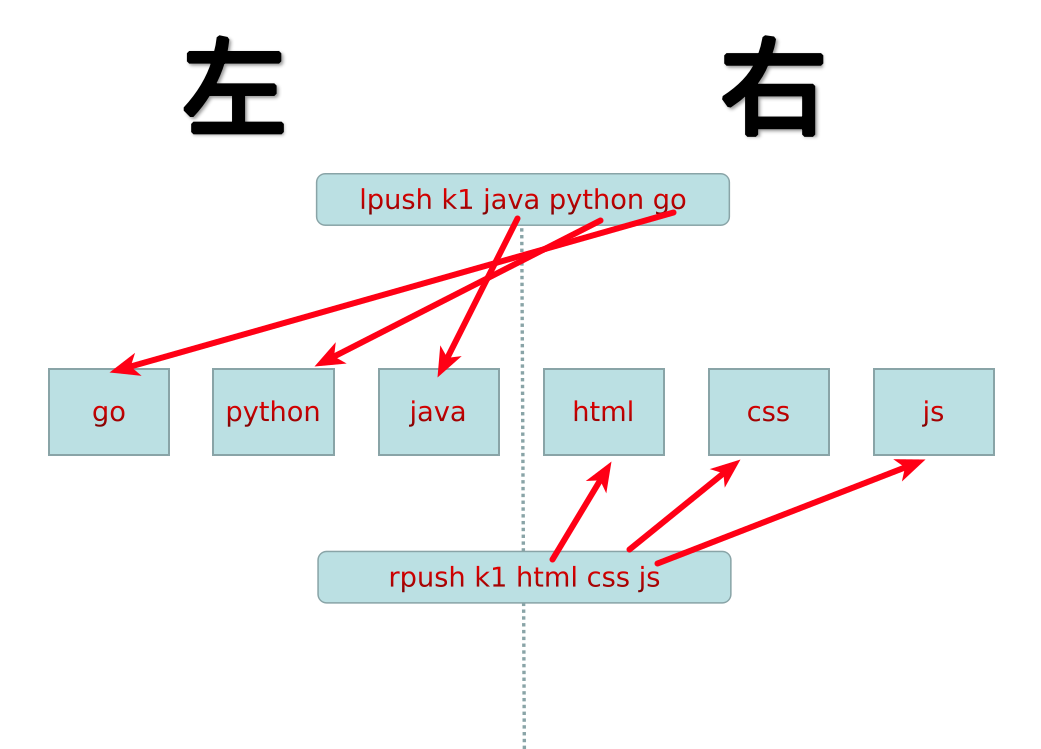 左 右
lpush k1 java python go
go python java html css js
rpush k1 html css js